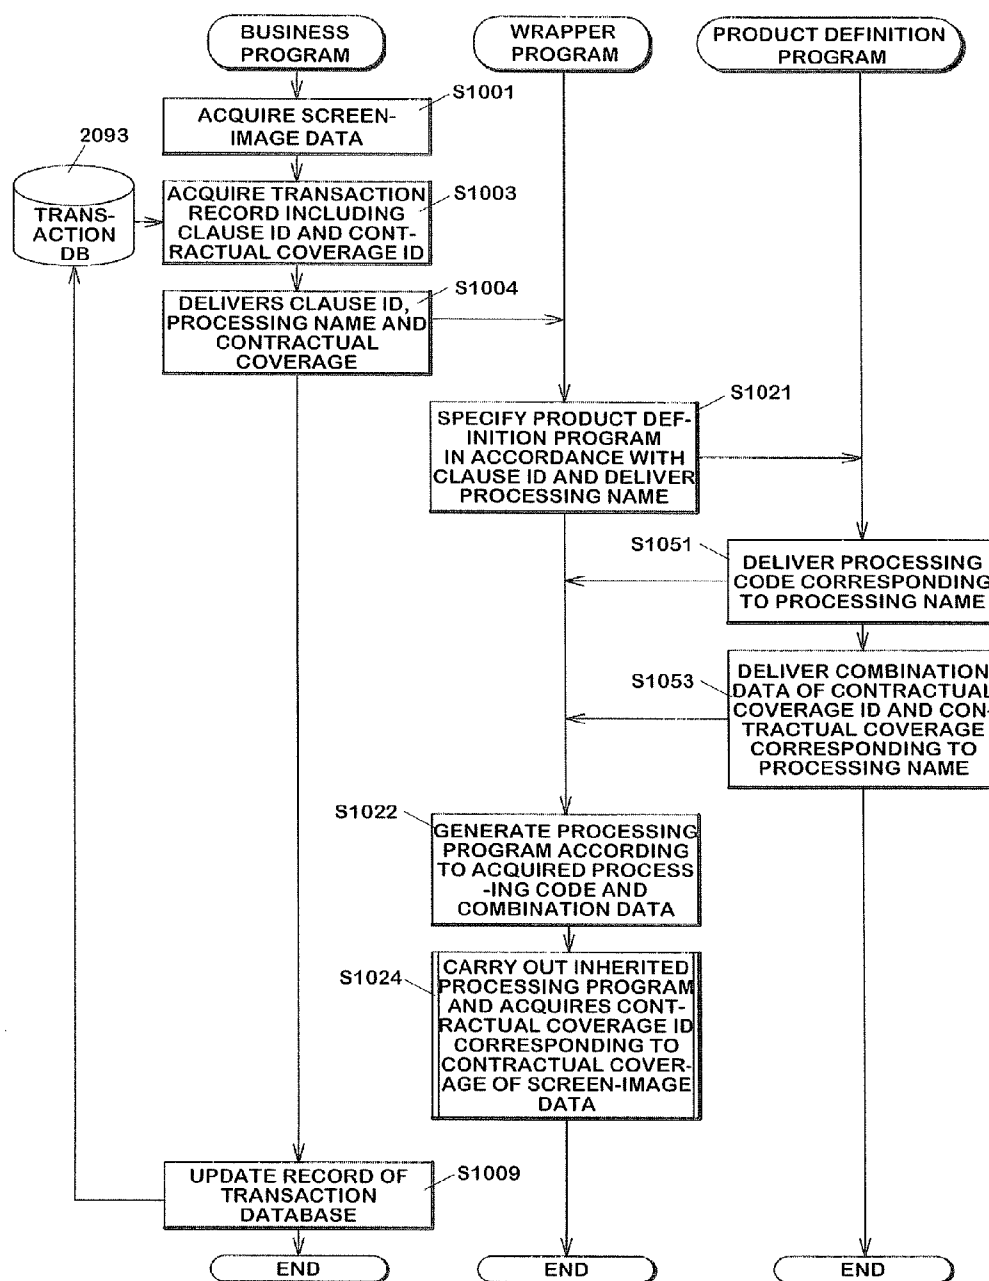 BUSINESS
PROGRAM
WRAPPER
PROGRAM
PRODUCT DEFINITION
PROGRAM
S1001
ACQUIRE SCREEN-
IMAGE DATA
2093
TRANS-
ACTION
DB
S1003
ACQUIRE TRANSACTION
RECORD INCLUDING
CLAUSE ID AND CONT-
RACTUAL COVERAGE ID
S1004
DELIVERS CLAUSE ID,
PROCESSING NAME AND
CONTRACTUAL
COVERAGE
S1021
SPECIFY PRODUCT DEF-
INITION PROGRAM
IN ACCORDANCE WITH
CLAUSE ID AND DELIVER
PROCESSING NAME
S1051
DELIVER PROCESSING
CODE CORRESPONDING
TO PROCESSING NAME
S1053
DELIVER COMBINATION
DATA OF CONTRACTUAL
COVERAGE ID AND CON-
TRACTUAL COVERAGE
CORRESPONDING TO
PROCESSING NAME
S1022
GENERATE PROCESSING
PROGRAM ACCORDING
TO ACQUIRED PROCESS
-ING CODE AND
COMBINATION DATA
S1024
CARRY OUT INHERITED
PROCESSING PROGRAM
AND ACQUIRES CONT-
RACTUAL COVERAGE ID
CORRESPONDING TO
CONTRACTUAL COVER-
AGE OF SCREEN-IMAGE
DATA
S1009
UPDATE RECORD OF
TRANSACTION
DATABASE
END
END
END